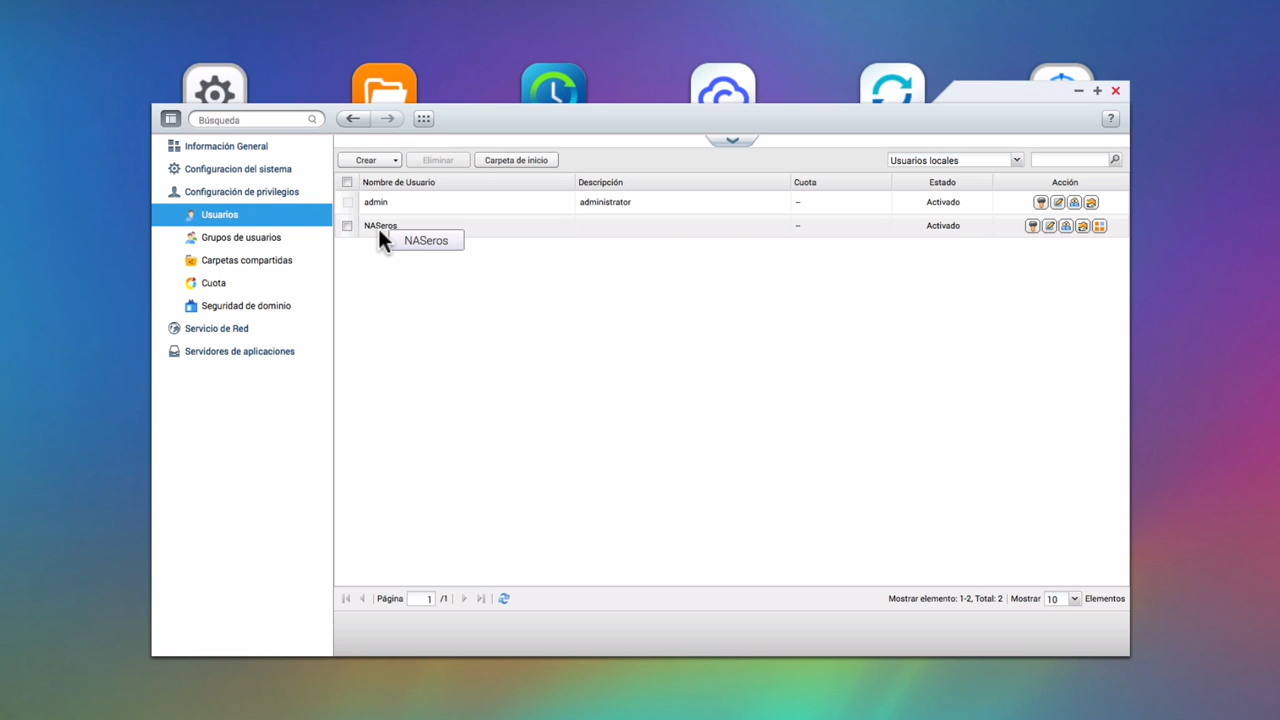 Búsqueda
?
Información General
Configuracion del sistema
Configuración de privilegios
Usuarios
Grupos de usuarios
Carpetas compartidas
Cuota
Seguridad de dominio
Servicio de Red
Servidores de aplicaciones
Crear Eliminar Carpeta de inicio Usuarios locales
Nombre de Usuario Descripción Cuota Estado Acción
admin administrator -- Activado
NASeros -- Activado
NASeros
Página 1 /1 Mostrar elemento: 1-2, Total: 2 Mostrar 10 Elementos